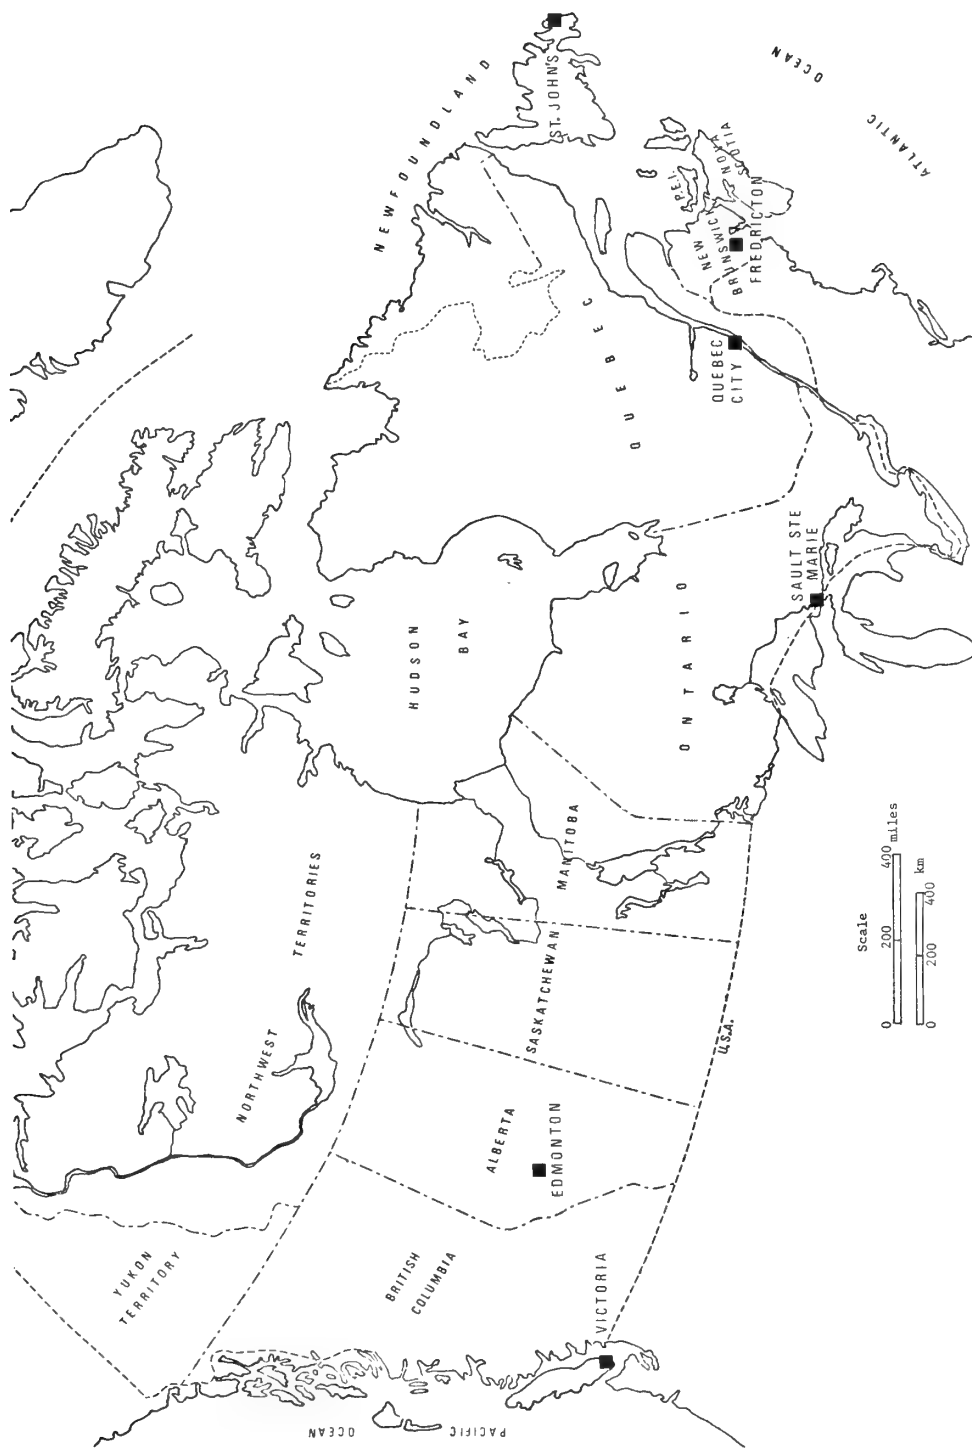 YUKON
TERRITORY
NORTHWEST
TERRITORIES
PACIFIC
OCEAN
BRITISH
COLUMBIA
VICTORIA
ALBERTA
EDMONTON
SASKATCHEWAN
MANITOBA
HUDSON
BAY
ONTARIO
SAULT STE
MARIE
QUEBEC
QUEBEC
CITY
NEWFOUNDLAND
ST. JOHN'S
P.E.I.
NEW
BRUNSWICK
NOVA
SCOTIA
FREDRICTON
ATLANTIC
OCEAN
U.S.A.
Scale
0 200 400 miles
0 200 400 km